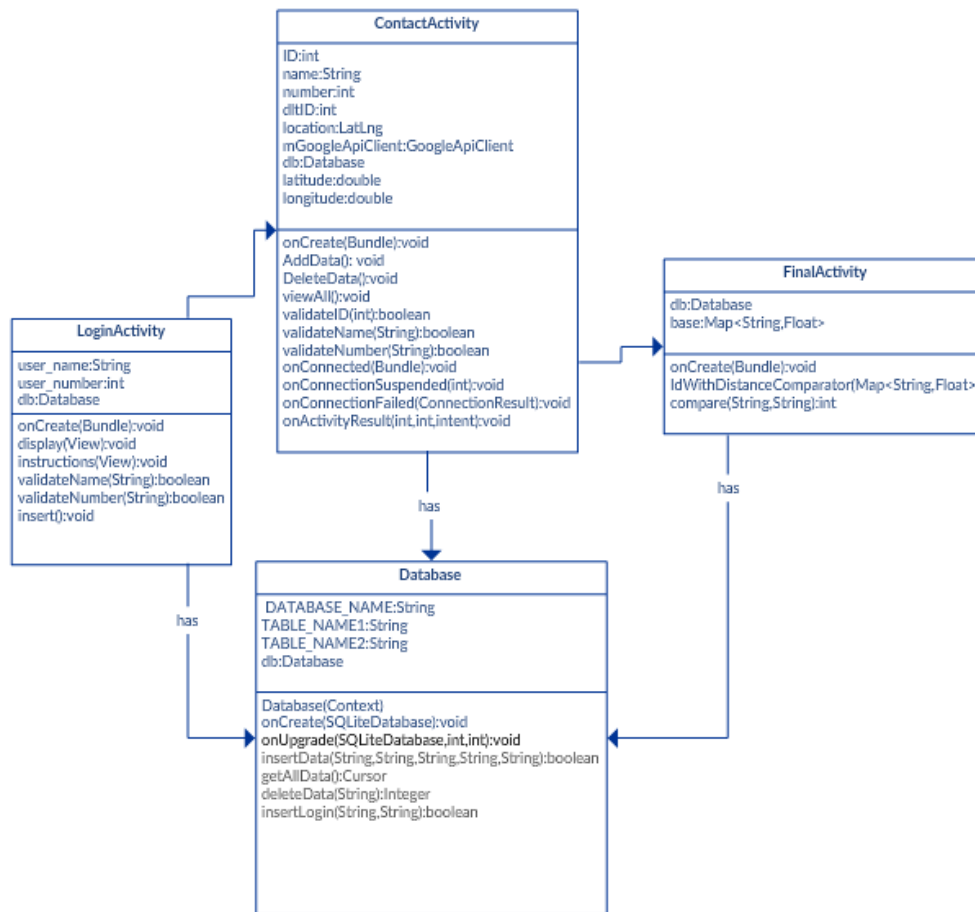 ContactActivity
ID:int
name:String
number:int
dltID:int
location:LatLng
mGoogleApiClient:GoogleApiClient
db:Database
latitude:double
longitude:double
onCreate(Bundle):void
AddData(): void
DeleteData():void
viewAll():void
validateID(int):boolean
validateName(String):boolean
validateNumber(String):boolean
onConnected(Bundle):void
onConnectionSuspended(int):void
onConnectionFailed(ConnectionResult):void
onActivityResult(int,int,intent):void
FinalActivity
db:Database
base:Map<String,Float>
onCreate(Bundle):void
IdWithDistanceComparator(Map<String,Float>
compare(String,String):int
LoginActivity
user_name:String
user_number:int
db:Database
onCreate(Bundle):void
display(View):void
instructions(View):void
validateName(String):boolean
validateNumber(String):boolean
insert():void
has
has
has
Database
DATABASE_NAME:String
TABLE_NAME1:String
TABLE_NAME2:String
db:Database
Database(Context)
onCreate(SQLiteDatabase):void
onUpgrade(SQLiteDatabase,int,int):void
insertData(String,String,String,String,String):boolean
getAllData():Cursor
deleteData(String):Integer
insertLogin(String,String):boolean